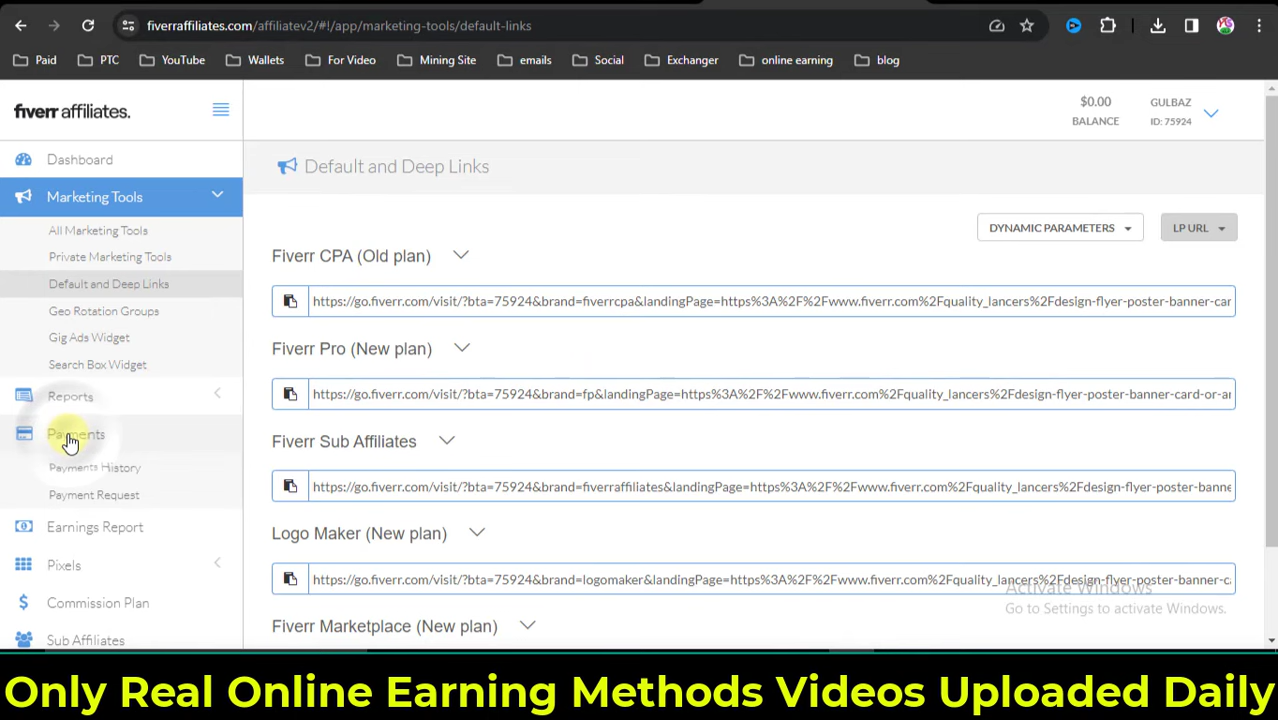 fiverraffiliates.com/affiliatev2/#!/app/marketing-tools/default-links
Paid PTC YouTube Wallets For Video Mining Site emails Social Exchanger online earning blog
fiverr affiliates.
$0.00
BALANCE
GULBAZ
ID: 75924
Dashboard
Marketing Tools
All Marketing Tools
Private Marketing Tools
Default and Deep Links
Geo Rotation Groups
Gig Ads Widget
Search Box Widget
Reports
Payments
Payments History
Payment Request
Earnings Report
Pixels
Commission Plan
Sub Affiliates
Default and Deep Links
DYNAMIC PARAMETERS
LP URL
Fiverr CPA (Old plan)
https://go.fiverr.com/visit/?bta=75924&brand=fiverrcpa&landingPage=https%3A%2F%2Fwww.fiverr.com%2Fquality_lancers%2Fdesign-flyer-poster-banner-car
Fiverr Pro (New plan)
https://go.fiverr.com/visit/?bta=75924&brand=fp&landingPage=https%3A%2F%2Fwww.fiverr.com%2Fquality_lancers%2Fdesign-flyer-poster-banner-card-or-ar
Fiverr Sub Affiliates
https://go.fiverr.com/visit/?bta=75924&brand=fiverraffiliates&landingPage=https%3A%2F%2Fwww.fiverr.com%2Fquality_lancers%2Fdesign-flyer-poster-banne
Logo Maker (New plan)
https://go.fiverr.com/visit/?bta=75924&brand=logomaker&landingPage=https%3A%2F%2Fwww.fiverr.com%2Fquality_lancers%2Fdesign-flyer-poster-banner-c
Fiverr Marketplace (New plan)
Activate Windows
Go to Settings to activate Windows.
Only Real Online Earning Methods Videos Uploaded Daily